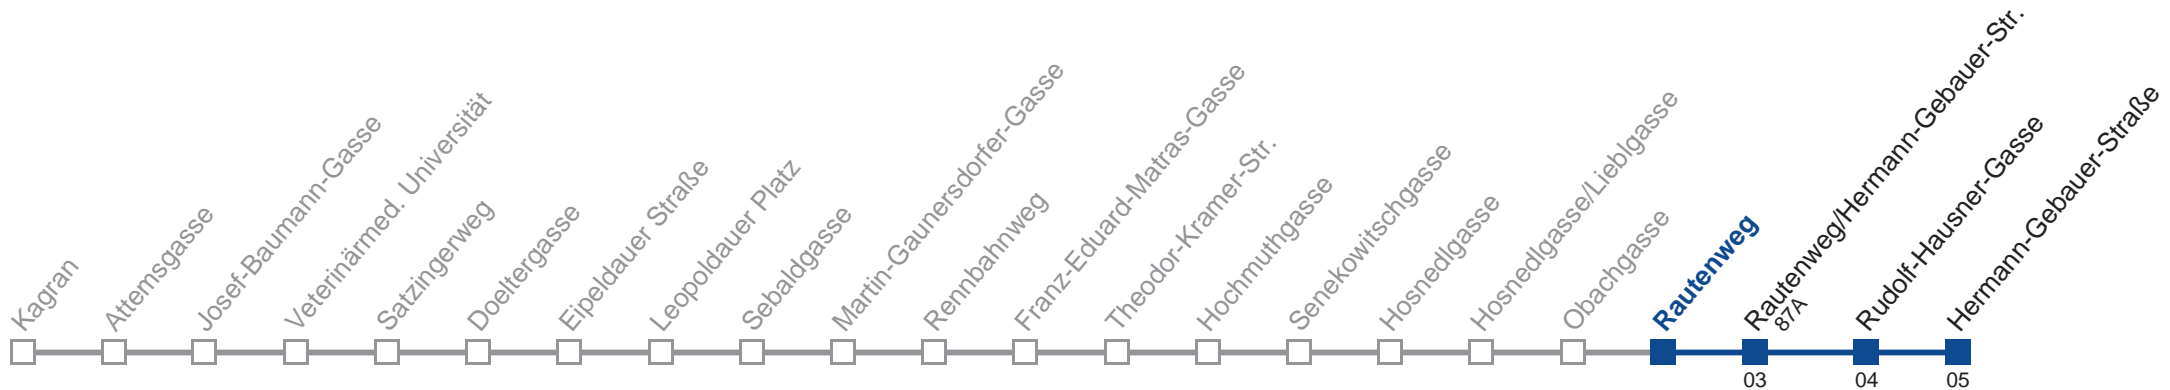 Kagran
Attemsgasse
Josef-Baumann-Gasse
Veterinärmed. Universität
Satzingerweg
Doeltergasse
Eipeldauer Straße
Leopoldauer Platz
Sebaldgasse
Martin-Gaunersdorfer-Gasse
Rennbahnweg
Franz-Eduard-Matras-Gasse
Theodor-Kramer-Str.
Hochmuthgasse
Senekowitschgasse
Hosnedlgasse
Hosnedlgasse/Lieblgasse
Obachgasse
Rautenweg
Rautenweg/Hermann-Gebauer-Str.
87A
Rudolf-Hausner-Gasse
Hermann-Gebauer-Straße
03
04
05